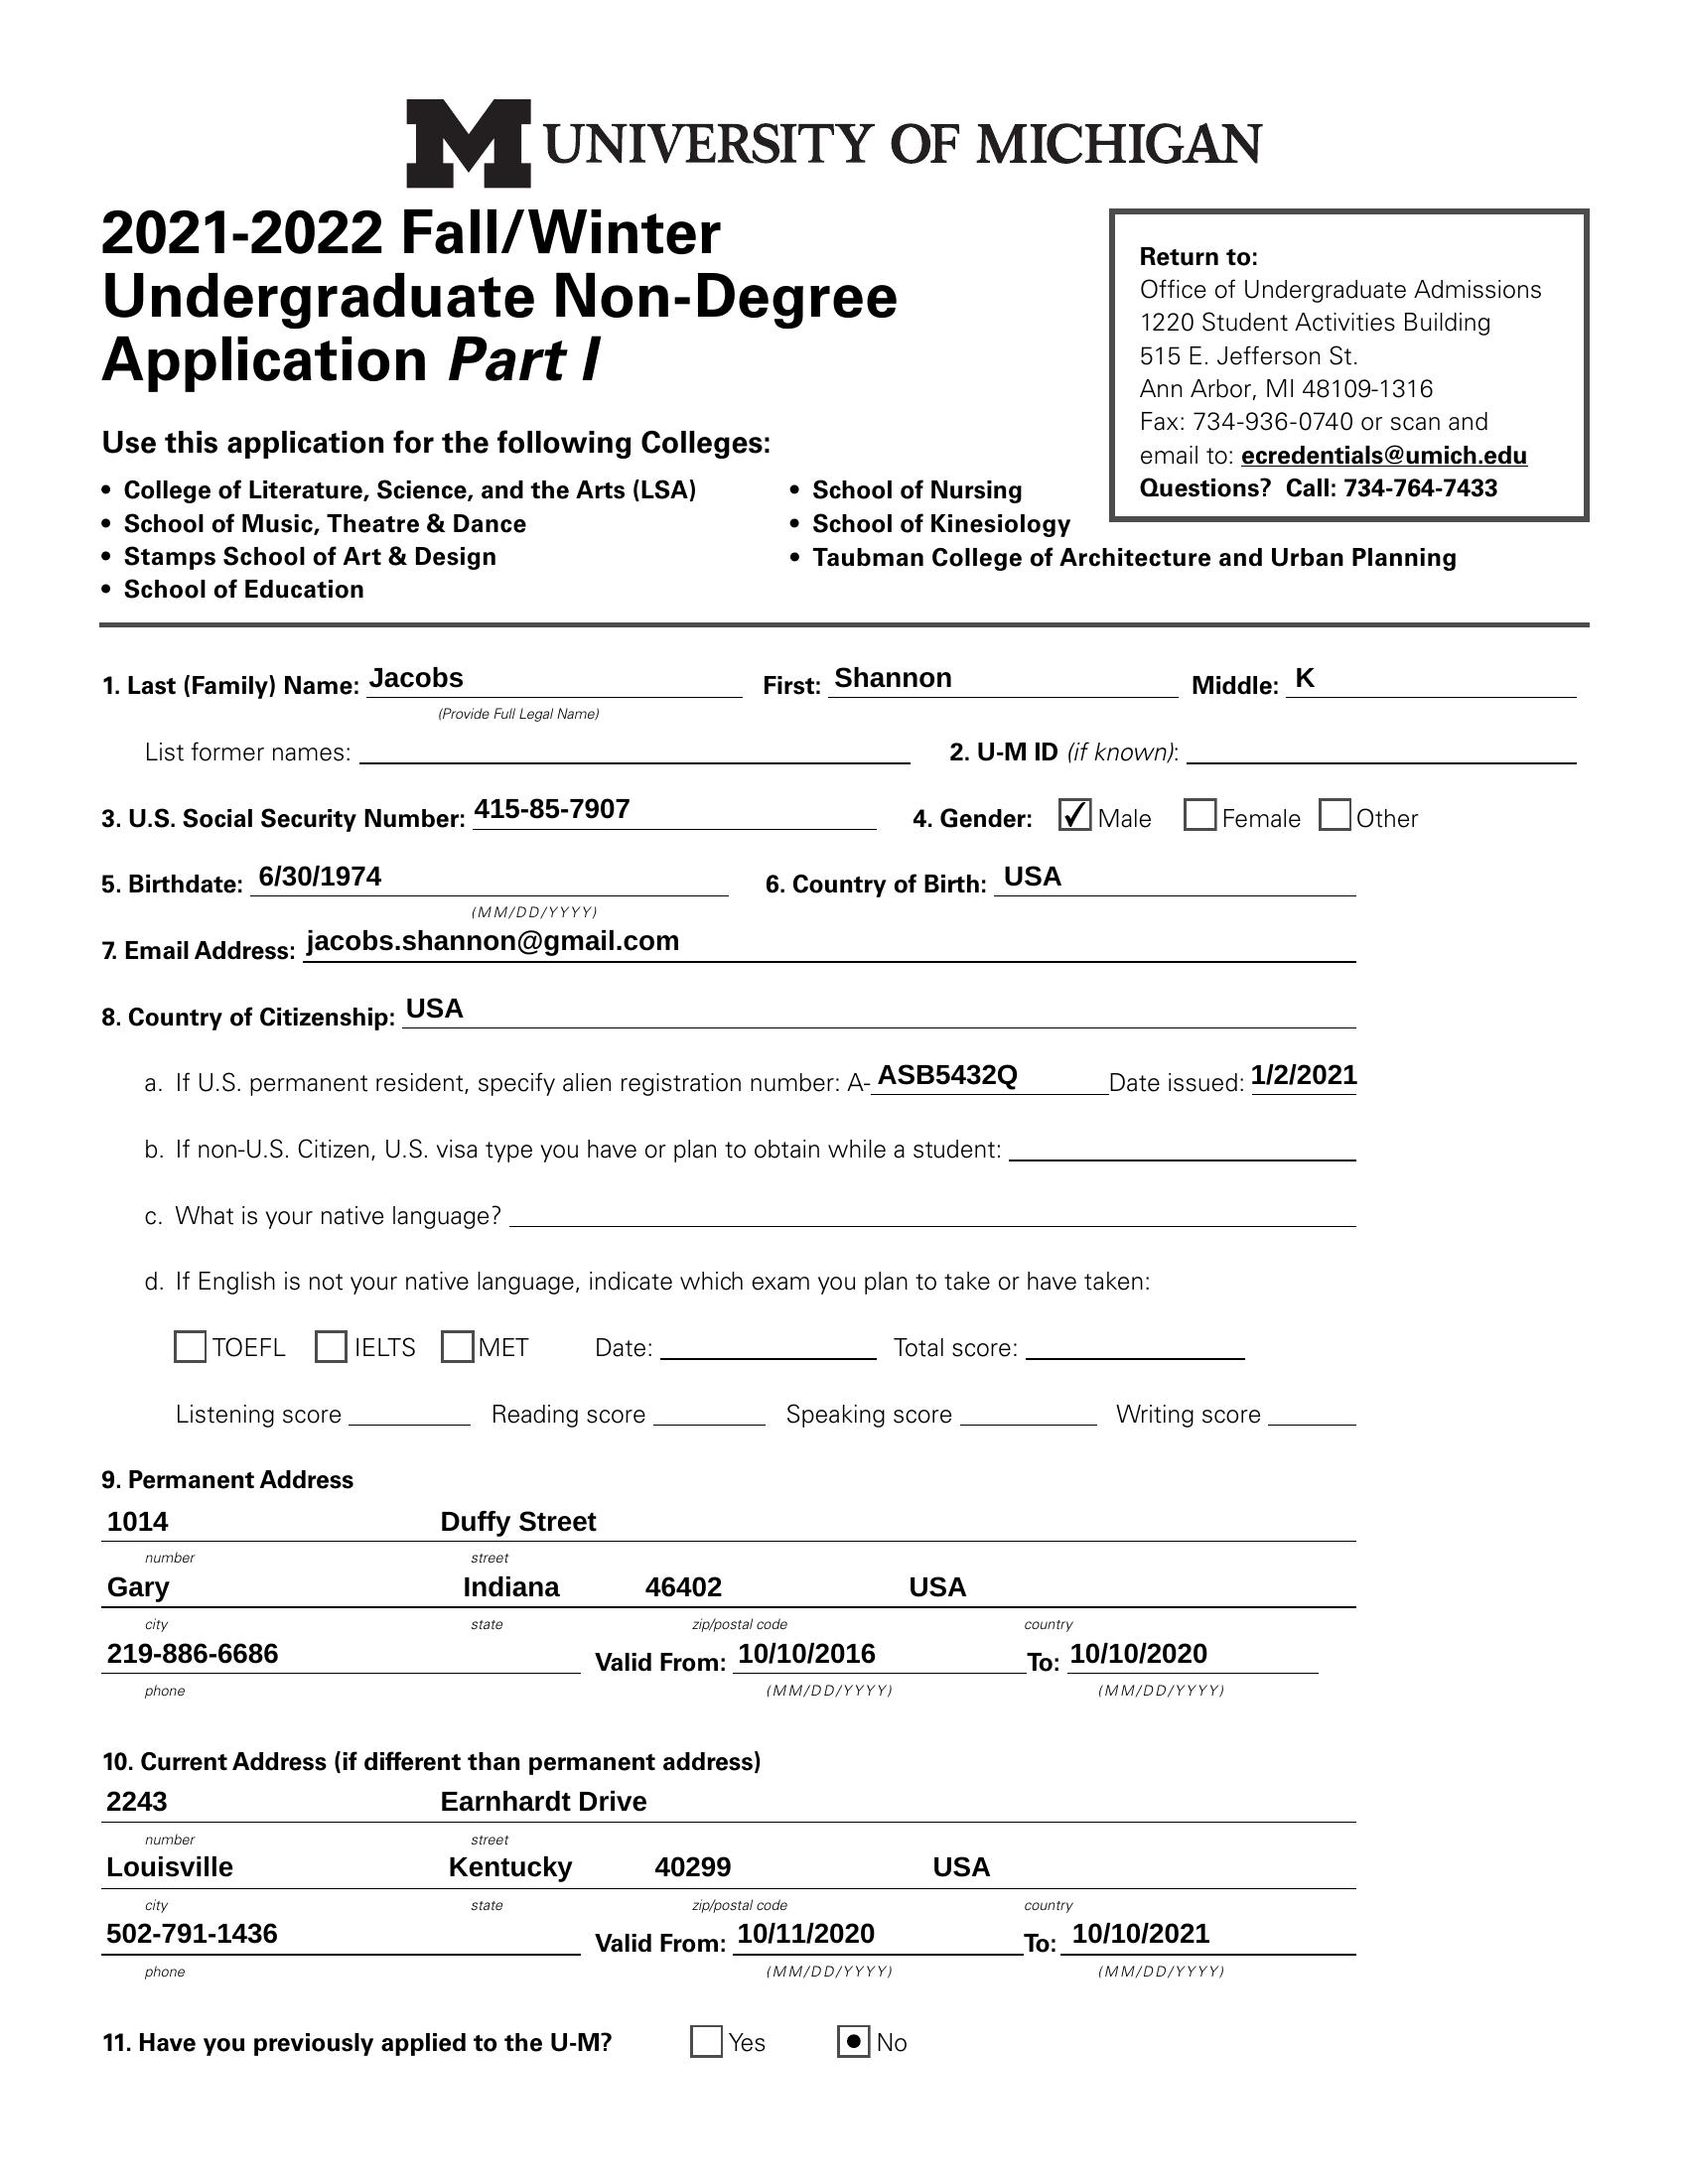 M UNIVERSITY OF MICHIGAN
2021-2022 Fall/Winter
Undergraduate Non-Degree
Application Part I
Return to:
Office of Undergraduate Admissions
1220 Student Activities Building
515 E. Jefferson St.
Ann Arbor, MI 48109-1316
Fax: 734-936-0740 or scan and
email to: ecredentials@umich.edu
Questions? Call: 734-764-7433
Use this application for the following Colleges:
• College of Literature, Science, and the Arts (LSA)
• School of Music, Theatre & Dance
• Stamps School of Art & Design
• School of Education
• School of Nursing
• School of Kinesiology
• Taubman College of Architecture and Urban Planning
1. Last (Family) Name: Jacobs First: Shannon Middle: K
(Provide Full Legal Name)
List former names: 2. U-M ID (if known):
3. U.S. Social Security Number: 415-85-7907 4. Gender: ✓ Male Female Other
5. Birthdate: 6/30/1974 6. Country of Birth: USA
(MM/DD/YYYY)
7. Email Address: jacobs.shannon@gmail.com
8. Country of Citizenship: USA
a. If U.S. permanent resident, specify alien registration number: A- ASB5432Q Date issued: 1/2/2021
b. If non-U.S. Citizen, U.S. visa type you have or plan to obtain while a student:
c. What is your native language?
d. If English is not your native language, indicate which exam you plan to take or have taken:
TOEFL IELTS MET Date: Total score:
Listening score Reading score Speaking score Writing score
9. Permanent Address
1014 Duffy Street
number street
Gary Indiana 46402 USA
city state zip/postal code country
219-886-6686 Valid From: 10/10/2016 To: 10/10/2020
phone (MM/DD/YYYY) (MM/DD/YYYY)
10. Current Address (if different than permanent address)
2243 Earnhardt Drive
number street
Louisville Kentucky 40299 USA
city state zip/postal code country
502-791-1436 Valid From: 10/11/2020 To: 10/10/2021
phone (MM/DD/YYYY) (MM/DD/YYYY)
11. Have you previously applied to the U-M? Yes No